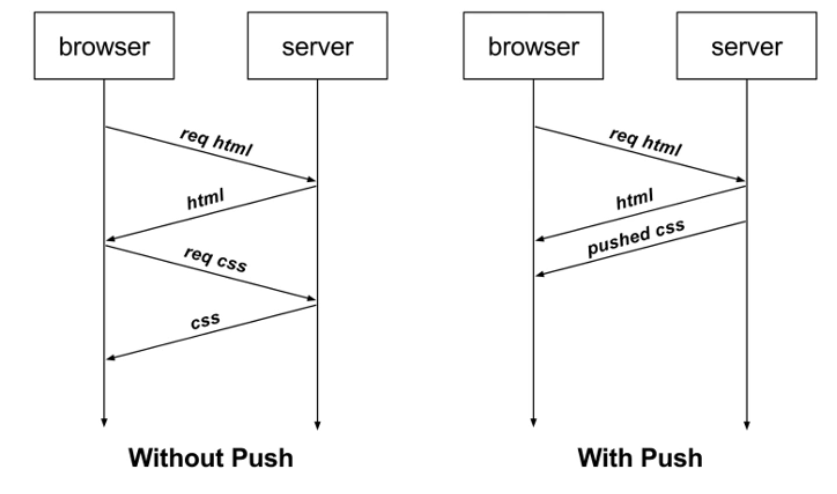 browser
server
req html
html
req css
css
Without Push
browser
server
req html
html
pushed css
With Push